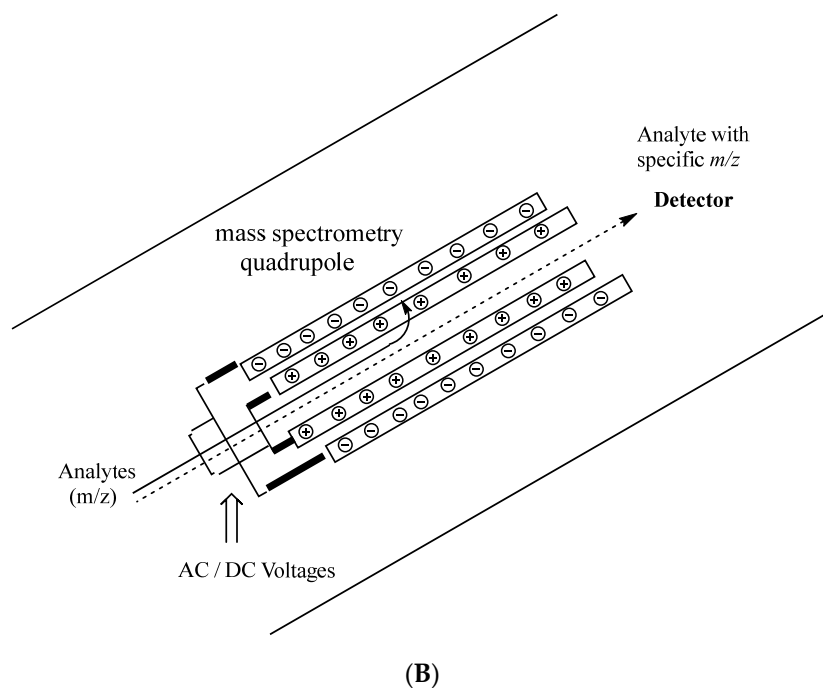 Analyte with
specific m/z
Detector
mass spectrometry
quadrupole
Analytes
(m/z)
AC / DC Voltages
(B)